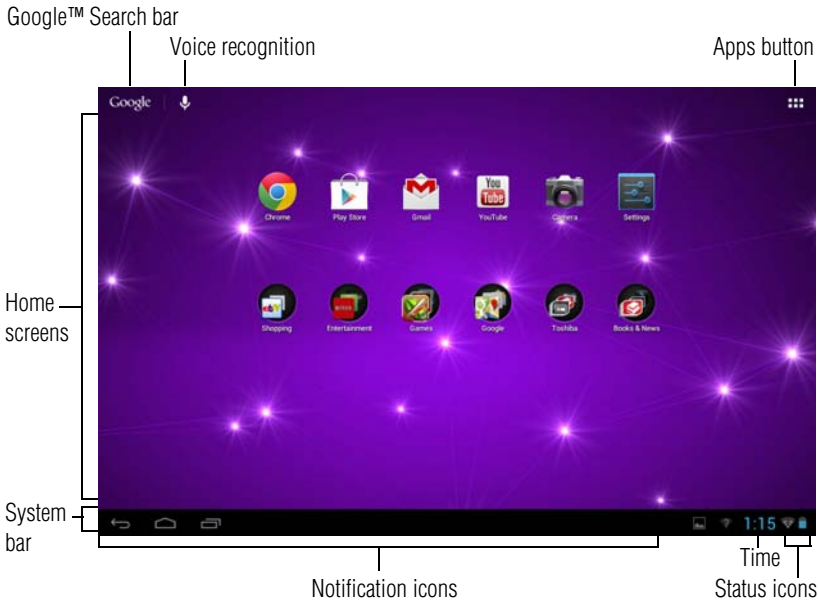 Google™ Search bar
Voice recognition
Apps button
Google
Chrome
Play Store
Gmail
You
Tube
YouTube
Camera
Settings
Home
screens
ebY
Shopping
Entertainment
Games
Google
Toshiba
Books & News
System
bar
1:15
Time
Notification icons
Status icons